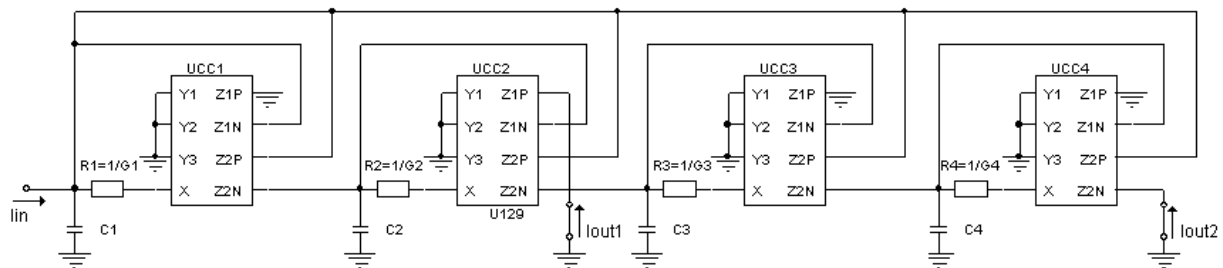 UCC1
UCC2
UCC3
UCC4
Y1 Z1P
Y1 Z1P
Y1 Z1P
Y1 Z1P
Y2 Z1N
Y2 Z1N
Y2 Z1N
Y2 Z1N
R1=1/G1
Y3 Z2P
R2=1/G2
Y3 Z2P
R3=1/G3
Y3 Z2P
R4=1/G4
Y3 Z2P
X Z2N
X Z2N
X Z2N
X Z2N
Iin
C1
C2
U129
Iout1
C3
C4
Iout2